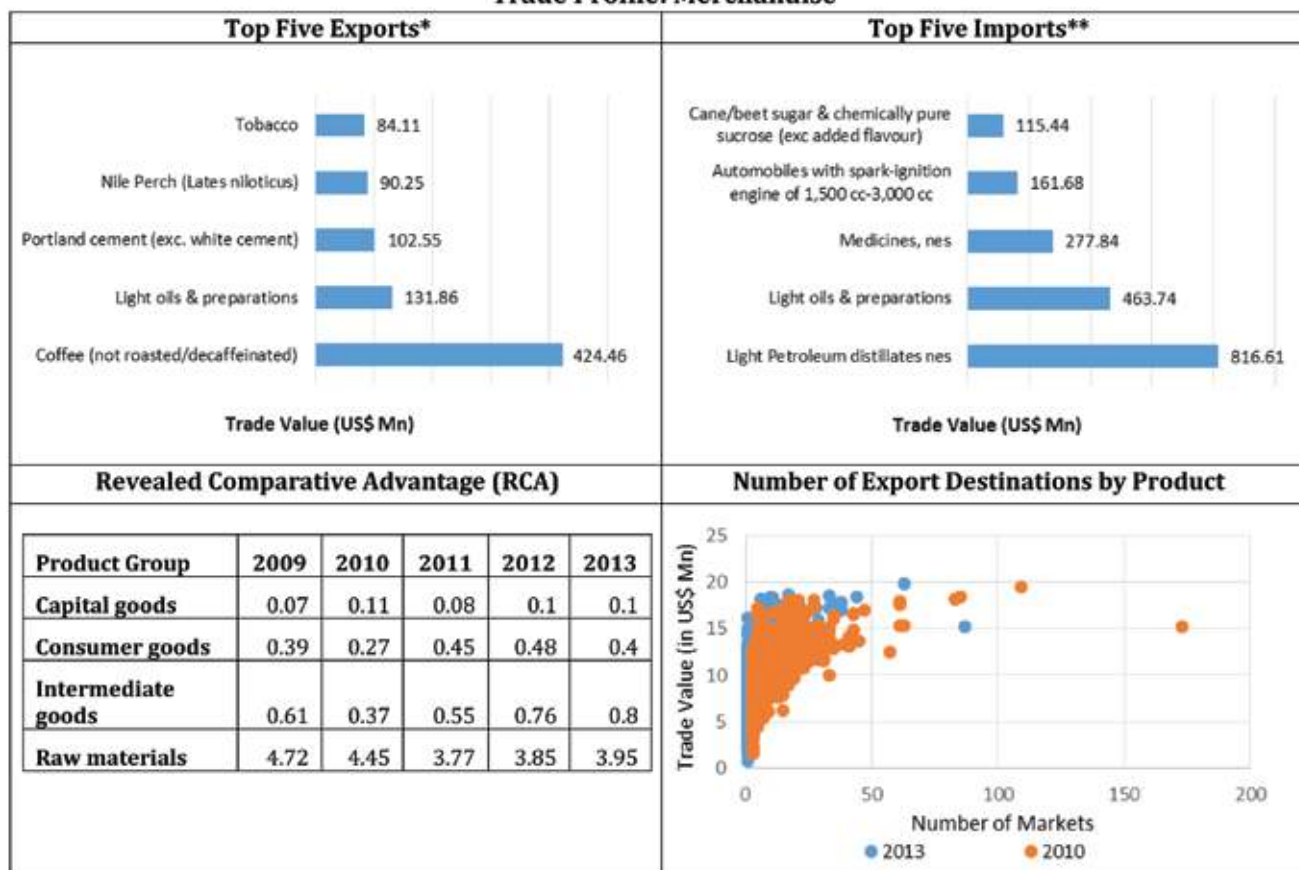 Trade Profile: Merchandise
Top Five Exports*
Tobacco
84.11
Nile Perch (Lates niloticus)
90.25
Portland cement (exc. white cement)
102.55
Light oils & preparations
131.86
Coffee (not roasted/decaffeinated)
424.46
Trade Value (US$ Mn)
Top Five Imports**
Cane/beet sugar & chemically pure
sucrose (exc added flavour)
115.44
Automobiles with spark-ignition
engine of 1,500 cc-3,000 cc
161.68
Medicines, nes
277.84
Light oils & preparations
463.74
Light Petroleum distillates nes
816.61
Trade Value (US$ Mn)
Revealed Comparative Advantage (RCA)
Product Group 2009 2010 2011 2012 2013
Capital goods 0.07 0.11 0.08 0.1 0.1
Consumer goods 0.39 0.27 0.45 0.48 0.4
Intermediate
goods 0.61 0.37 0.55 0.76 0.8
Raw materials 4.72 4.45 3.77 3.85 3.95
Number of Export Destinations by Product
Trade Value (in US$ Mn)
25
20
15
10
5
0
0 50 100 150 200
Number of Markets
2013 2010